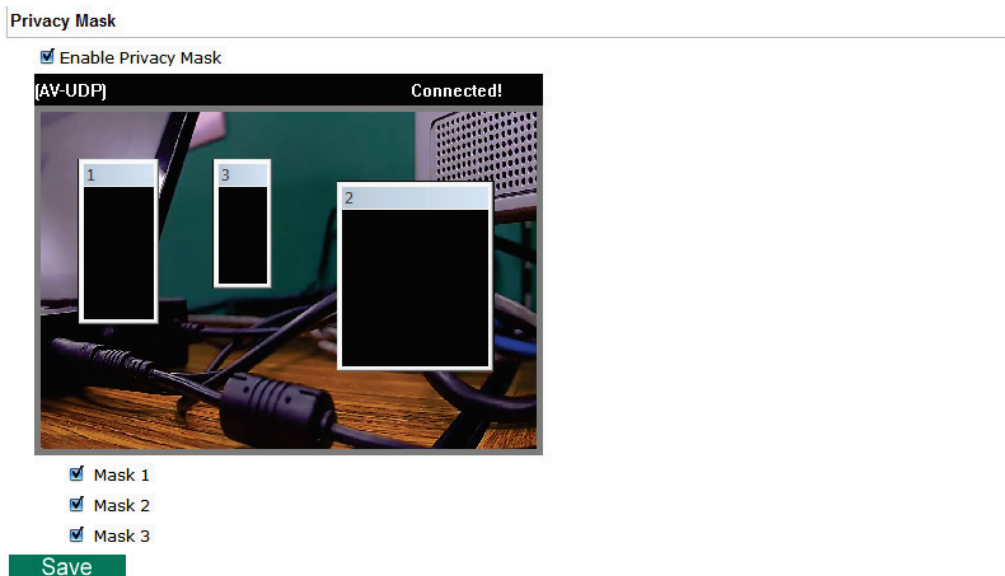 Privacy Mask
Enable Privacy Mask
(AV-UDP) Connected!
1
3
2
Mask 1
Mask 2
Mask 3
Save